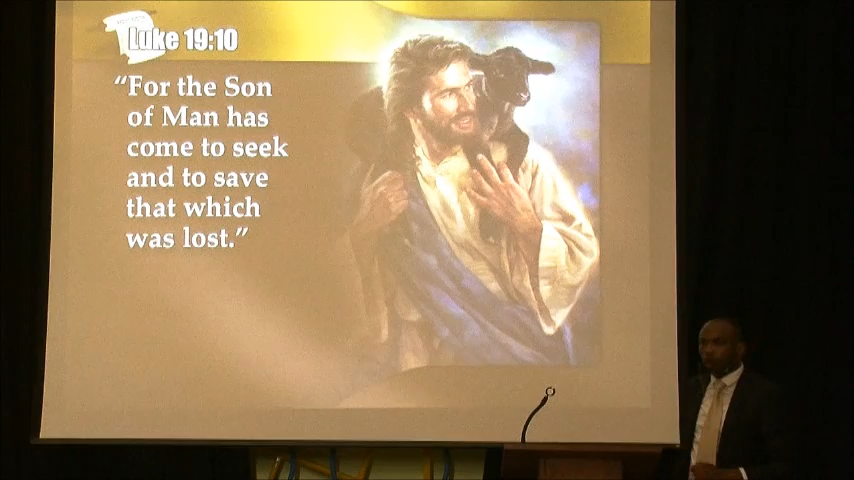 Luke 19:10
“For the Son
of Man has
come to seek
and to save
that which
was lost.”